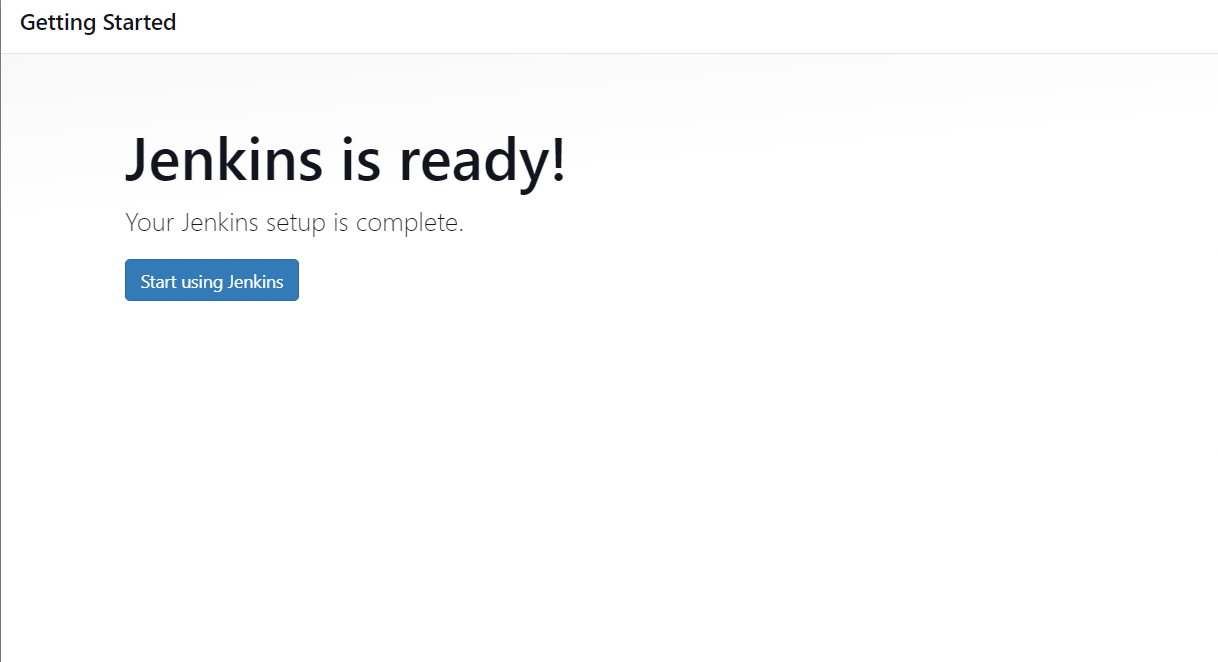 Getting Started
Jenkins is ready!
Your Jenkins setup is complete.
Start using Jenkins